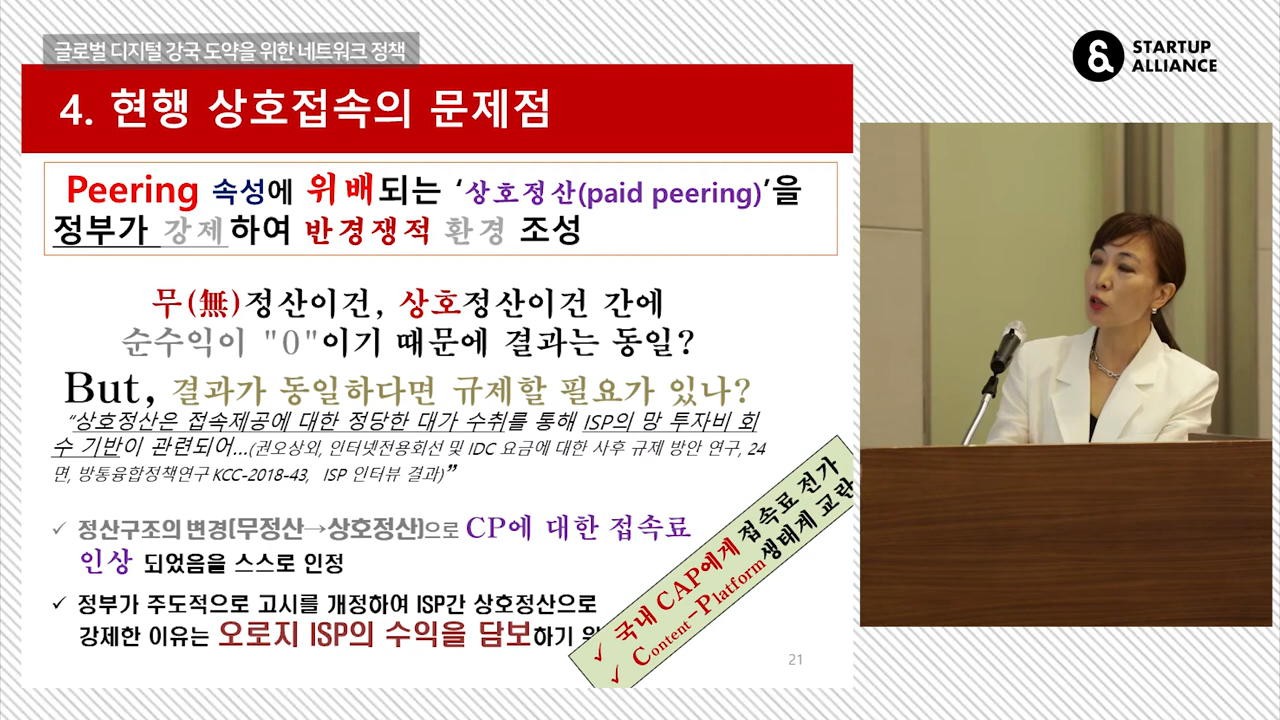 글로벌 디지털 강국 도약을 위한 네트워크 정책
STARTUP
ALLIANCE
4. 현행 상호접속의 문제점
Peering 속성에 위배되는 ‘상호정산(paid peering)’을
정부가 강제하여 반경쟁적 환경 조성
무(無)정산이건, 상호정산이건 간에
순수익이 "0"이기 때문에 결과는 동일?
But, 결과가 동일하다면 규제할 필요가 있나?
“상호정산은 접속제공에 대한 정당한 대가 수취를 통해 ISP의 망 투자비 회
수 기반이 관련되어...(권오상외, 인터넷전용회선 및 IDC 요금에 대한 사후 규제 방안 연구, 24
면, 방통융합정책연구 KCC-2018-43, ISP 인터뷰 결과)”
✓ 정산구조의 변경(무정산→상호정산)으로 CP에 대한 접속료
인상 되었음을 스스로 인정
✓ 정부가 주도적으로 고시를 개정하여 ISP간 상호정산으로
강제한 이유는 오로지 ISP의 수익을 담보하기
✓ 국내 CAP에게 접속료 전가
✓ Content-Platform 생태계 교란
21